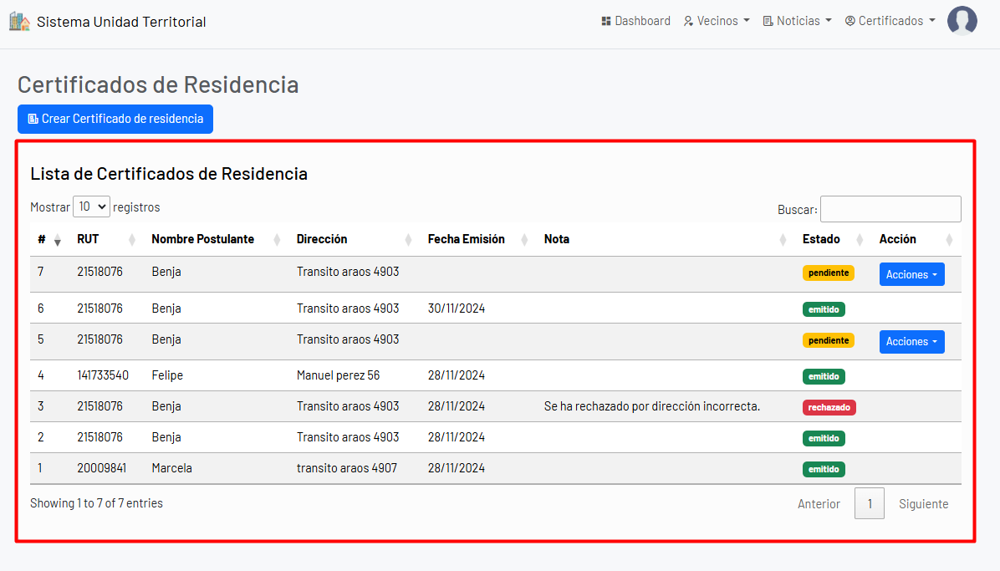 Sistema Unidad Territorial Dashboard Vecinos Noticias Certificados
Certificados de Residencia
Crear Certificado de residencia
Lista de Certificados de Residencia
Mostrar 10 registros Buscar:
# RUT Nombre Postulante Dirección Fecha Emisión Nota Estado Acción
7 21518076 Benja Transito araos 4903 pendiente Acciones
6 21518076 Benja Transito araos 4903 30/11/2024 emitido
5 21518076 Benja Transito araos 4903 pendiente Acciones
4 141733540 Felipe Manuel perez 56 28/11/2024 emitido
3 21518076 Benja Transito araos 4903 28/11/2024 Se ha rechazado por dirección incorrecta. rechazado
2 21518076 Benja Transito araos 4903 28/11/2024 emitido
1 20009841 Marcela transito araos 4907 28/11/2024 emitido
Showing 1 to 7 of 7 entries Anterior 1 Siguiente